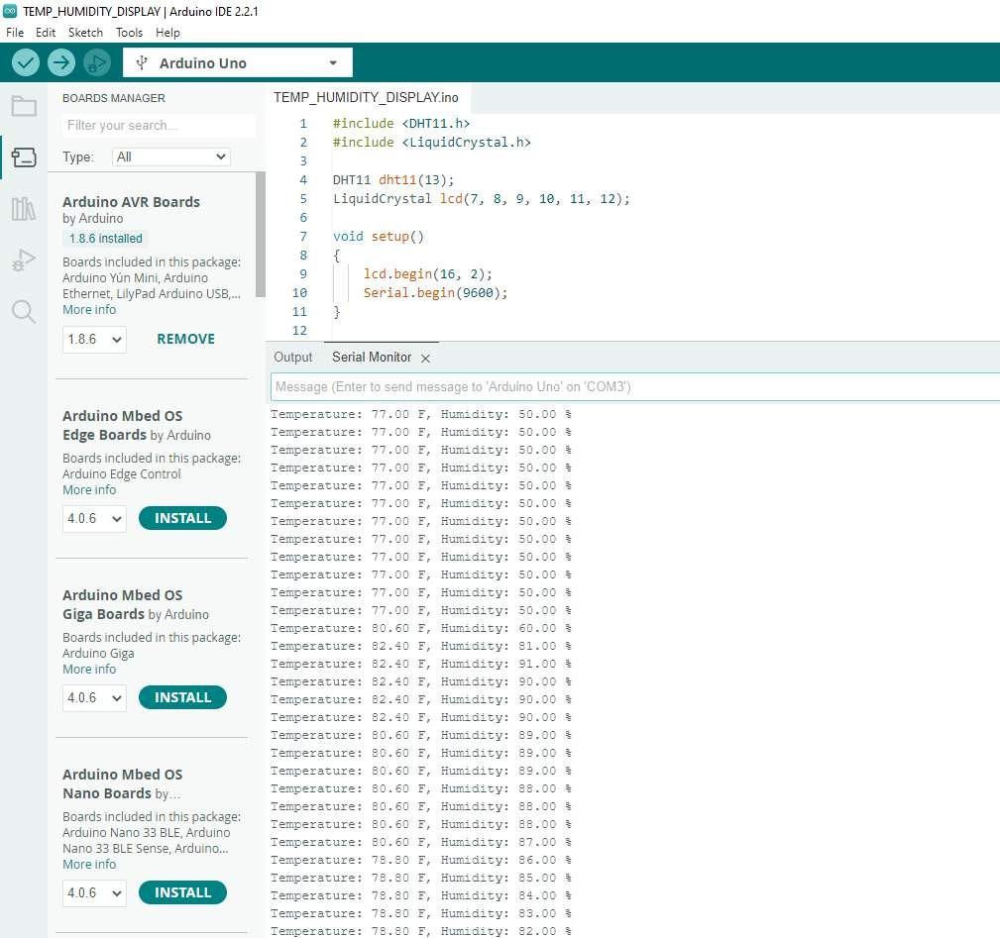 TEMP_HUMIDITY_DISPLAY | Arduino IDE 2.2.1
File Edit Sketch Tools Help
Arduino Uno
BOARDS MANAGER
Filter your search...
Type: All
Arduino AVR Boards
by Arduino
1.8.6 installed
Boards included in this package:
Arduino Yún Mini, Arduino
Ethernet, LilyPad Arduino USB,...
More info
1.8.6 REMOVE
Arduino Mbed OS
Edge Boards by Arduino
Boards included in this package:
Arduino Edge Control
More info
4.0.6 INSTALL
Arduino Mbed OS
Giga Boards by Arduino
Boards included in this package:
Arduino Giga
More info
4.0.6 INSTALL
Arduino Mbed OS
Nano Boards by...
Boards included in this package:
Arduino Nano 33 BLE, Arduino
Nano 33 BLE Sense, Arduino...
More info
4.0.6 INSTALL
TEMP_HUMIDITY_DISPLAY.ino
1 #include <DHT11.h>
2 #include <LiquidCrystal.h>
3
4 DHT11 dht11(13);
5 LiquidCrystal lcd(7, 8, 9, 10, 11, 12);
6
7 void setup()
8 {
9 lcd.begin(16, 2);
10 Serial.begin(9600);
11 }
12
Output Serial Monitor
Message (Enter to send message to 'Arduino Uno' on 'COM3')
Temperature: 77.00 F, Humidity: 50.00 %
Temperature: 77.00 F, Humidity: 50.00 %
Temperature: 77.00 F, Humidity: 50.00 %
Temperature: 77.00 F, Humidity: 50.00 %
Temperature: 77.00 F, Humidity: 50.00 %
Temperature: 77.00 F, Humidity: 50.00 %
Temperature: 77.00 F, Humidity: 50.00 %
Temperature: 77.00 F, Humidity: 50.00 %
Temperature: 77.00 F, Humidity: 50.00 %
Temperature: 77.00 F, Humidity: 50.00 %
Temperature: 77.00 F, Humidity: 50.00 %
Temperature: 77.00 F, Humidity: 50.00 %
Temperature: 80.60 F, Humidity: 60.00 %
Temperature: 82.40 F, Humidity: 81.00 %
Temperature: 82.40 F, Humidity: 91.00 %
Temperature: 82.40 F, Humidity: 90.00 %
Temperature: 82.40 F, Humidity: 90.00 %
Temperature: 82.40 F, Humidity: 90.00 %
Temperature: 80.60 F, Humidity: 89.00 %
Temperature: 80.60 F, Humidity: 89.00 %
Temperature: 80.60 F, Humidity: 89.00 %
Temperature: 80.60 F, Humidity: 88.00 %
Temperature: 80.60 F, Humidity: 88.00 %
Temperature: 80.60 F, Humidity: 88.00 %
Temperature: 80.60 F, Humidity: 87.00 %
Temperature: 78.80 F, Humidity: 86.00 %
Temperature: 78.80 F, Humidity: 85.00 %
Temperature: 78.80 F, Humidity: 84.00 %
Temperature: 78.80 F, Humidity: 83.00 %
Temperature: 78.80 F, Humidity: 82.00 %